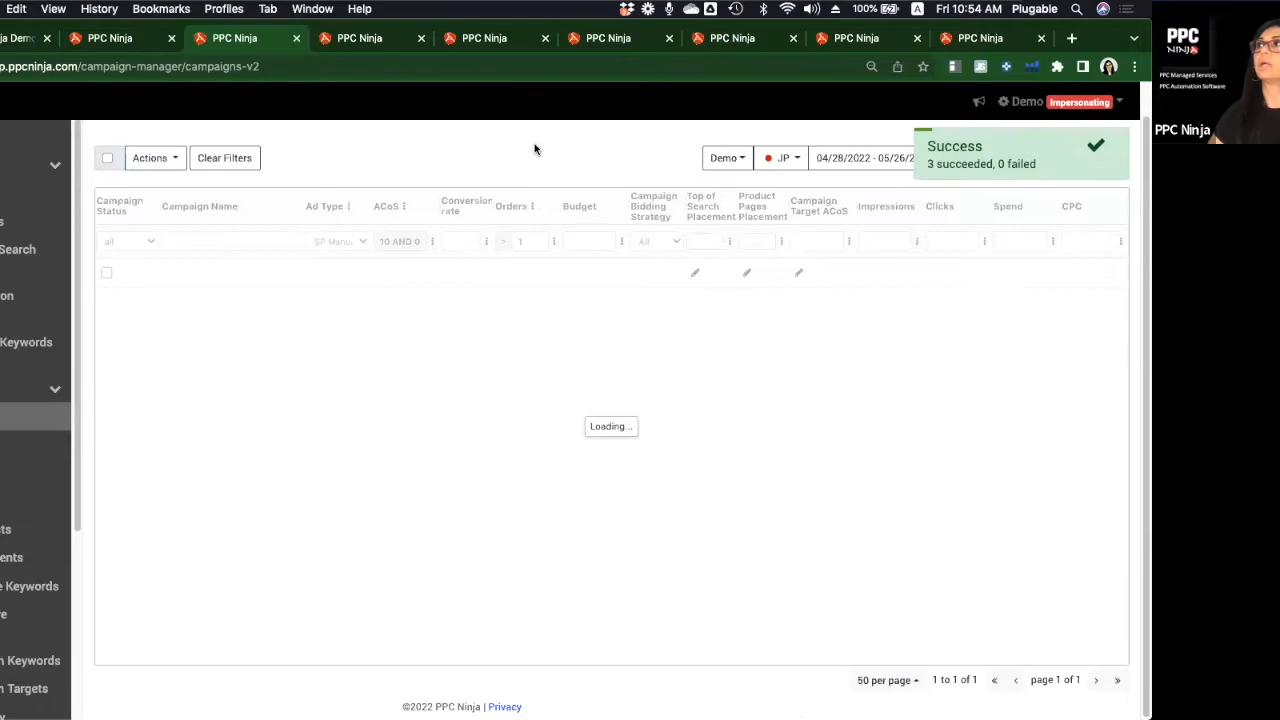 Edit View History Bookmarks Profiles Tab Window Help 100% A Fri 10:54 AM Plugable
Demo PPC Ninja PPC Ninja PPC Ninja PPC Ninja PPC Ninja PPC Ninja PPC Ninja PPC Ninja
p.ppcninja.com/campaign-manager/campaigns-v2
PPC
NINJA
PPC Managed Services
PPC Automation Software
PPC Ninja
Demo Impersonating
Actions Clear Filters Demo JP 04/28/2022 - 05/26/2
Success
3 succeeded, 0 failed
Campaign Status Campaign Name Ad Type ACoS Conversion rate Orders Budget Campaign Bidding Strategy Top of Search Placement Product Pages Placement Campaign Target ACoS Impressions Clicks Spend CPC
all SP Manu 10 AND 0 > 1 All
Search
on
Keywords
Loading...
ts
ents
Keywords
Keywords
Targets
50 per page 1 to 1 of 1 « ‹ page 1 of 1 › »
©2022 PPC Ninja | Privacy